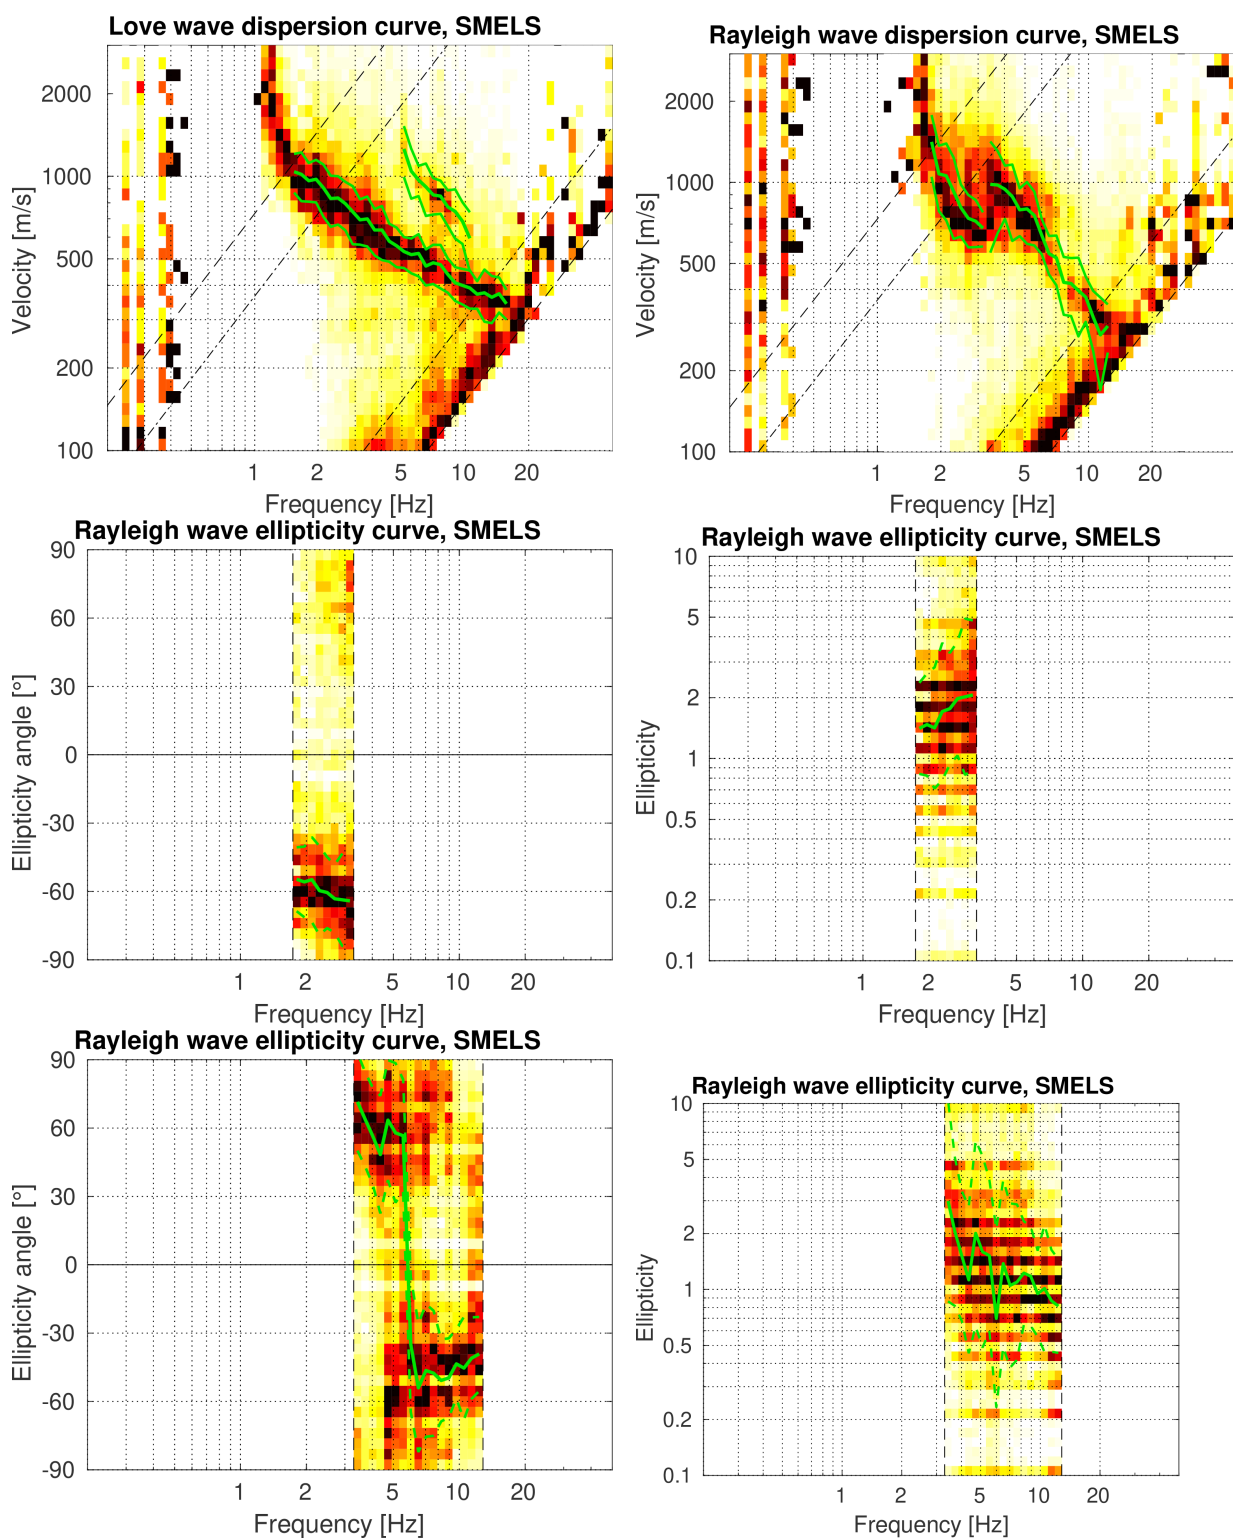 Love wave dispersion curve, SMELS
2000
1000
500
200
100
Velocity [m/s]
1 2 5 10 20
Frequency [Hz]
Rayleigh wave dispersion curve, SMELS
2000
1000
500
200
100
Velocity [m/s]
1 2 5 10 20
Frequency [Hz]
Rayleigh wave ellipticity curve, SMELS
90
60
30
0
-30
-60
-90
Ellipticity angle [°]
1 2 5 10 20
Frequency [Hz]
Rayleigh wave ellipticity curve, SMELS
10
5
2
1
0.5
0.2
0.1
Ellipticity
1 2 5 10 20
Frequency [Hz]
Rayleigh wave ellipticity curve, SMELS
90
60
30
0
-30
-60
-90
Ellipticity angle [°]
1 2 5 10 20
Frequency [Hz]
Rayleigh wave ellipticity curve, SMELS
10
5
2
1
0.5
0.2
0.1
Ellipticity
1 2 5 10 20
Frequency [Hz]